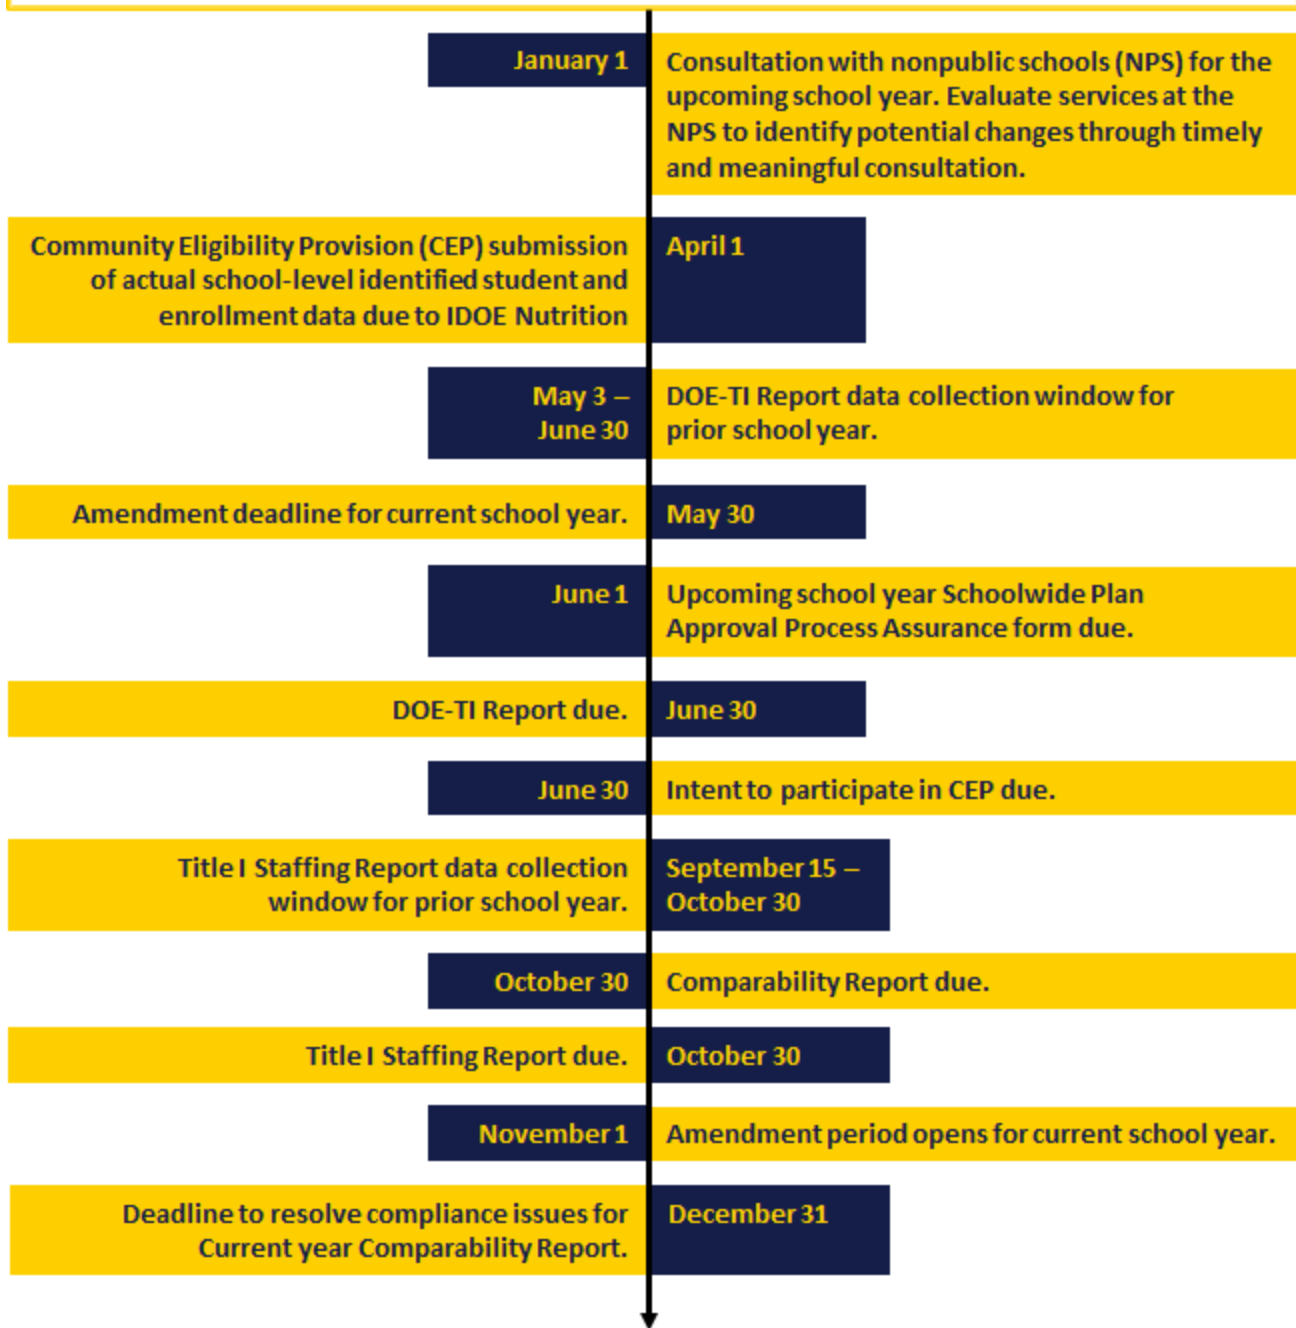 January 1
Consultation with nonpublic schools (NPS) for the
upcoming school year. Evaluate services at the
NPS to identify potential changes through timely
and meaningful consultation.
Community Eligibility Provision (CEP) submission
of actual school-level identified student and
enrollment data due to IDOE Nutrition
April 1
May 3 –
June 30
DOE-TI Report data collection window for
prior school year.
Amendment deadline for current school year.
May 30
June 1
Upcoming school year Schoolwide Plan
Approval Process Assurance form due.
DOE-TI Report due.
June 30
June 30
Intent to participate in CEP due.
Title I Staffing Report data collection
window for prior school year.
September 15 –
October 30
October 30
Comparability Report due.
Title I Staffing Report due.
October 30
November 1
Amendment period opens for current school year.
Deadline to resolve compliance issues for
Current year Comparability Report.
December 31